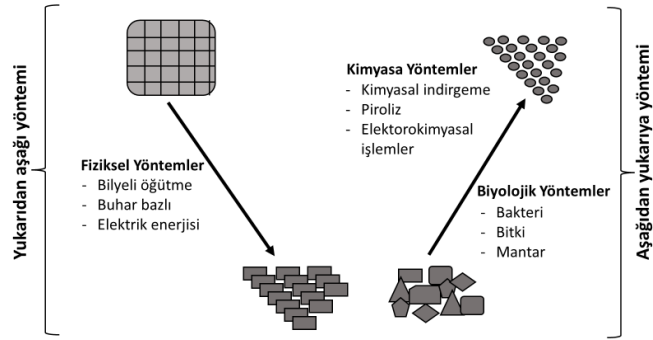 Yukarıdan aşağı yöntemi
Fiziksel Yöntemler
- Bilyeli öğütme
- Buhar bazlı
- Elektrik enerjisi
Kimyasa Yöntemler
- Kimyasal indirgeme
- Piroliz
- Elektorokimyasal
işlemler
Biyolojik Yöntemler
- Bakteri
- Bitki
- Mantar
Aşağıdan yukarıya yöntemi